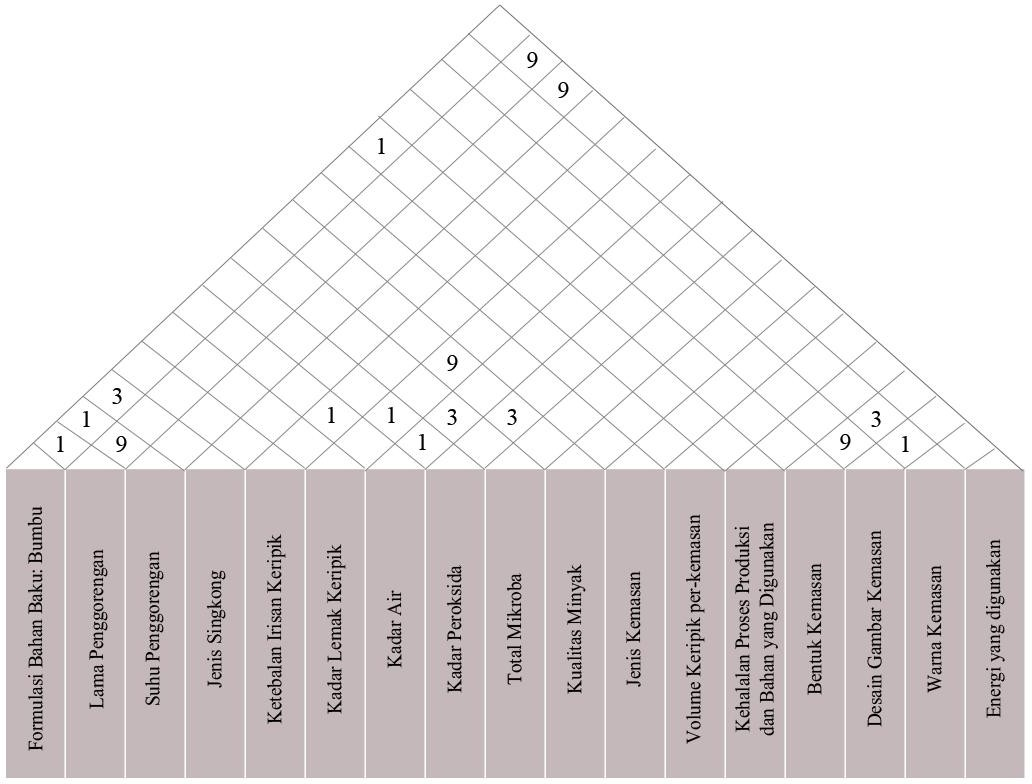 9
9
1
9
3
1 1 1 3 3 3
1 9 1 9 1
Formulasi Bahan Baku: Bumbu
Lama Penggorengan
Suhu Penggorengan
Jenis Singkong
Ketebalan Irisan Keripik
Kadar Lemak Keripik
Kadar Air
Kadar Peroksida
Total Mikroba
Kualitas Minyak
Jenis Kemasan
Volume Keripik per-kemasan
Kehalalan Proses Produksi
dan Bahan yang Digunakan
Bentuk Kemasan
Desain Gambar Kemasan
Warna Kemasan
Energi yang digunakan